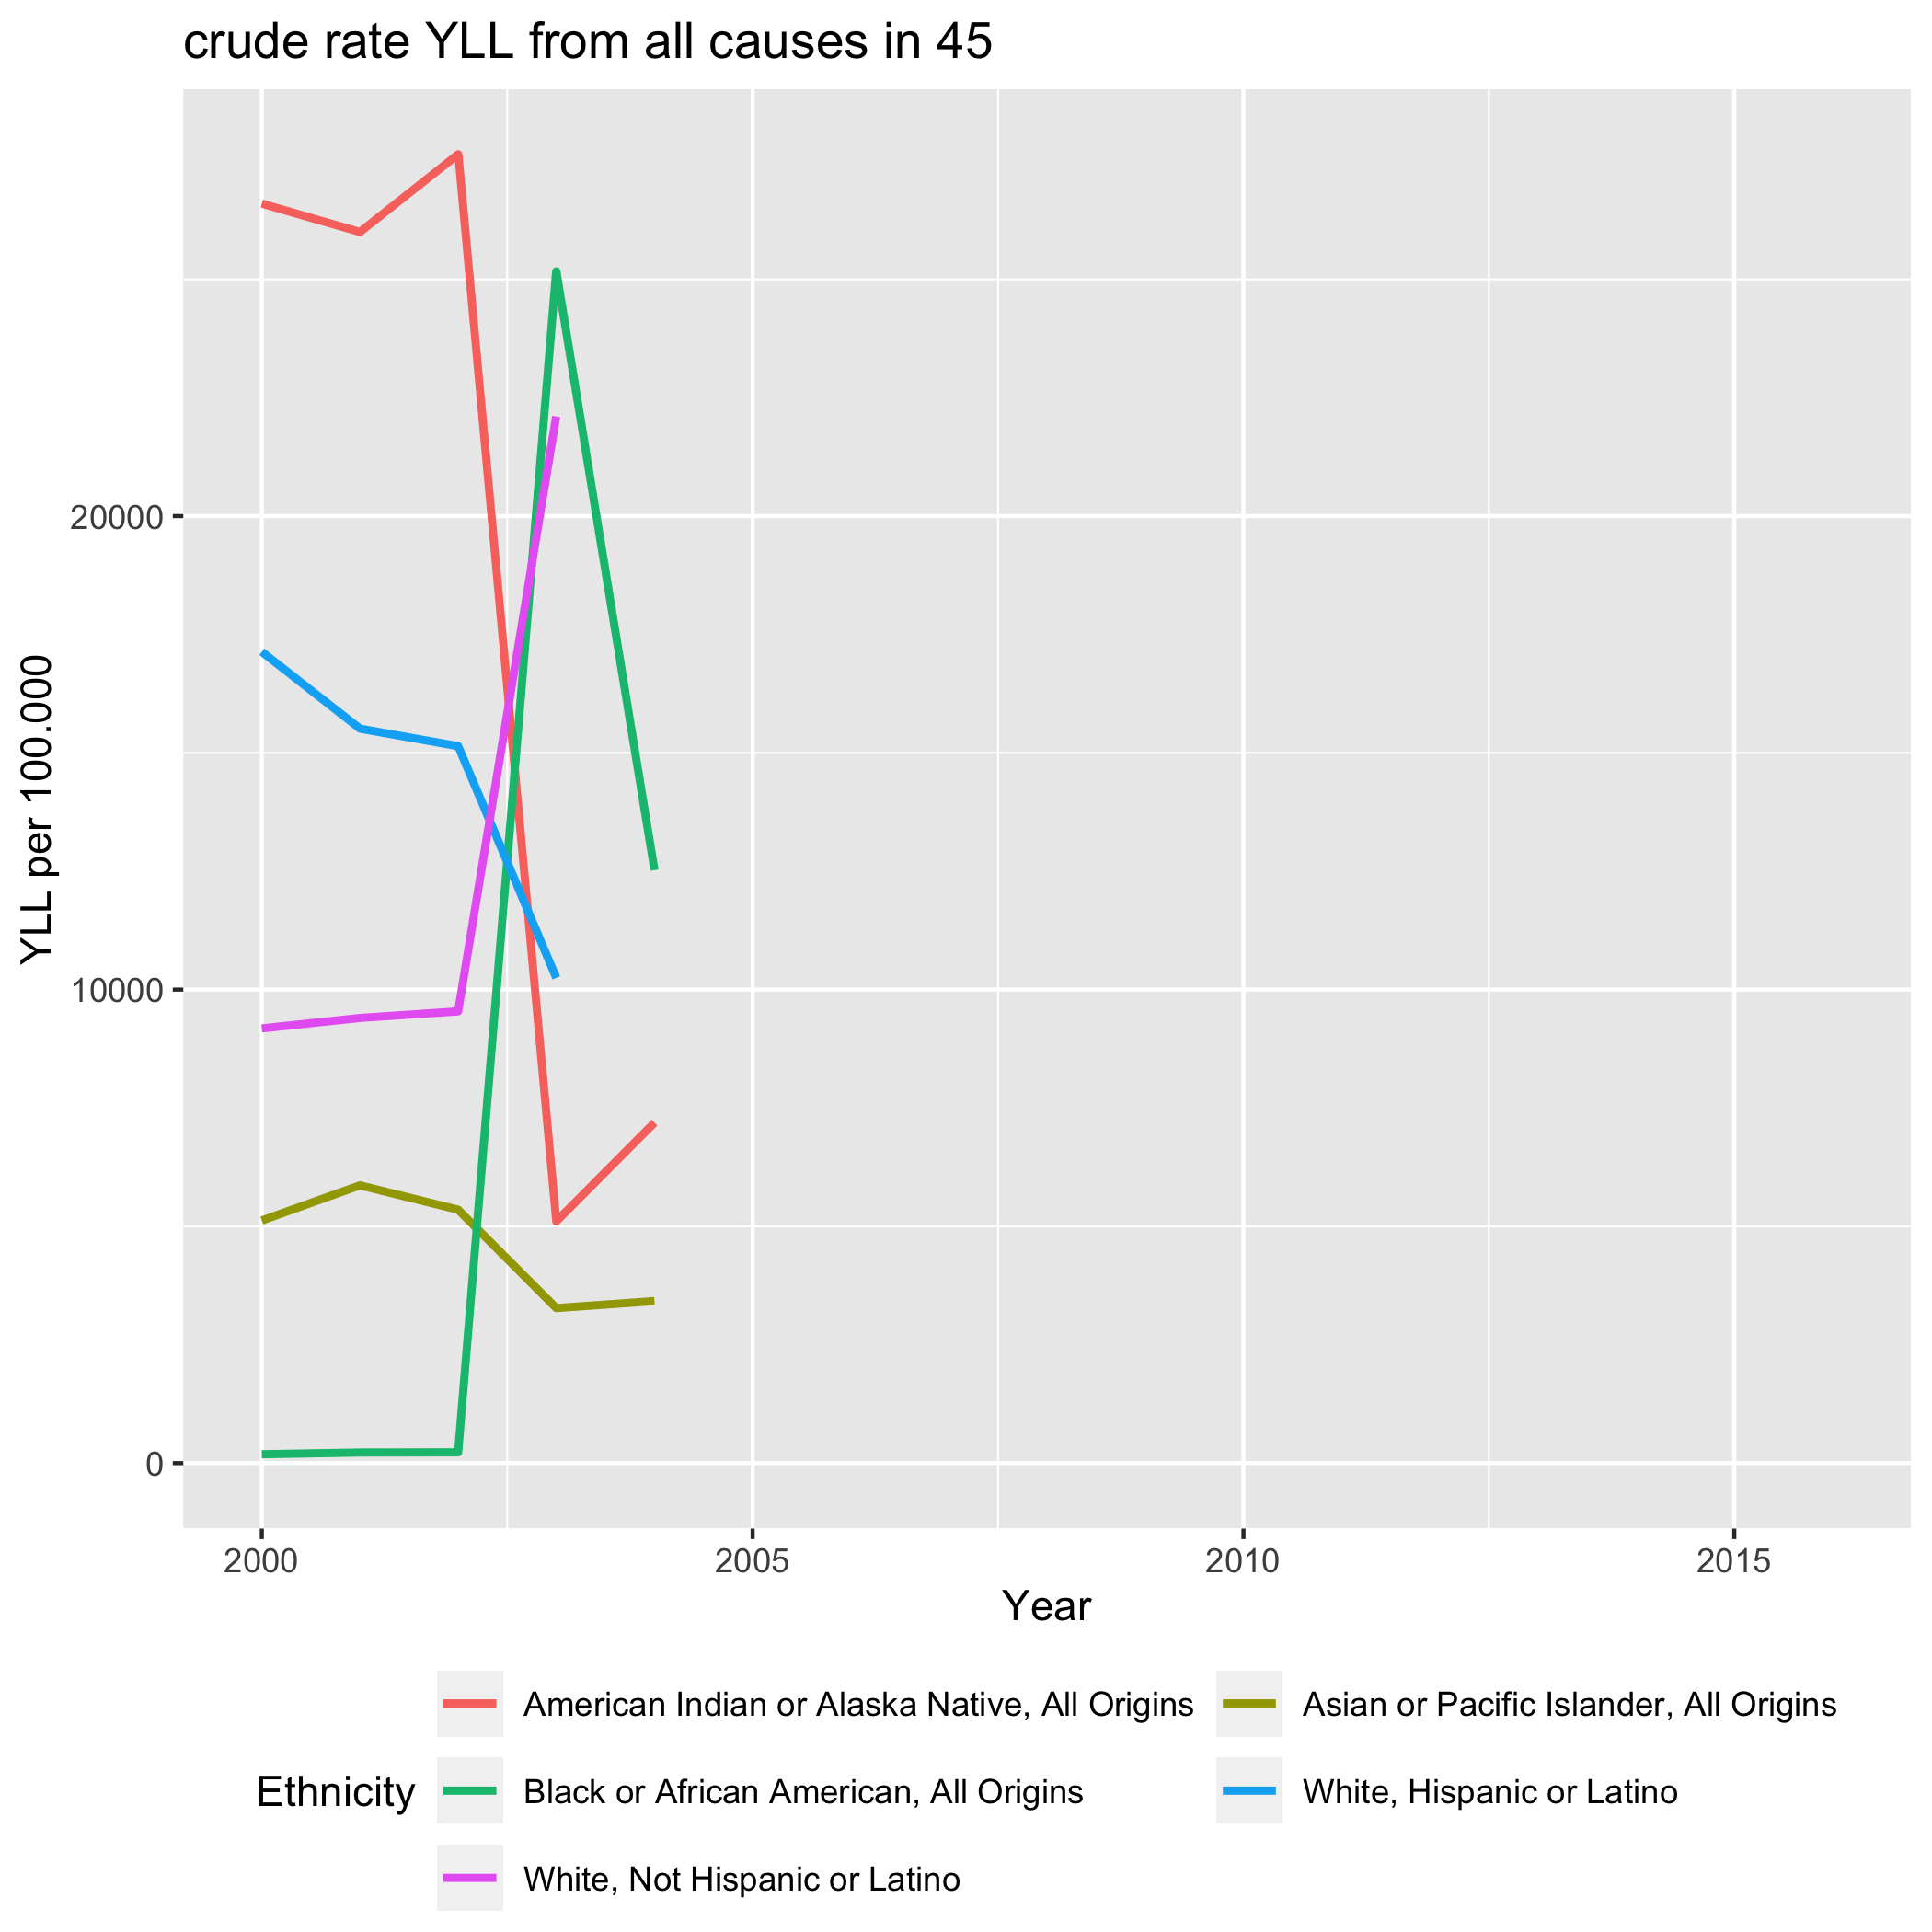 crude rate YLL from all causes in 45
YLL per 100.000
20000
10000
0
2000 2005 2010 2015
Year
Ethnicity
American Indian or Alaska Native, All Origins
Asian or Pacific Islander, All Origins
Black or African American, All Origins
White, Hispanic or Latino
White, Not Hispanic or Latino